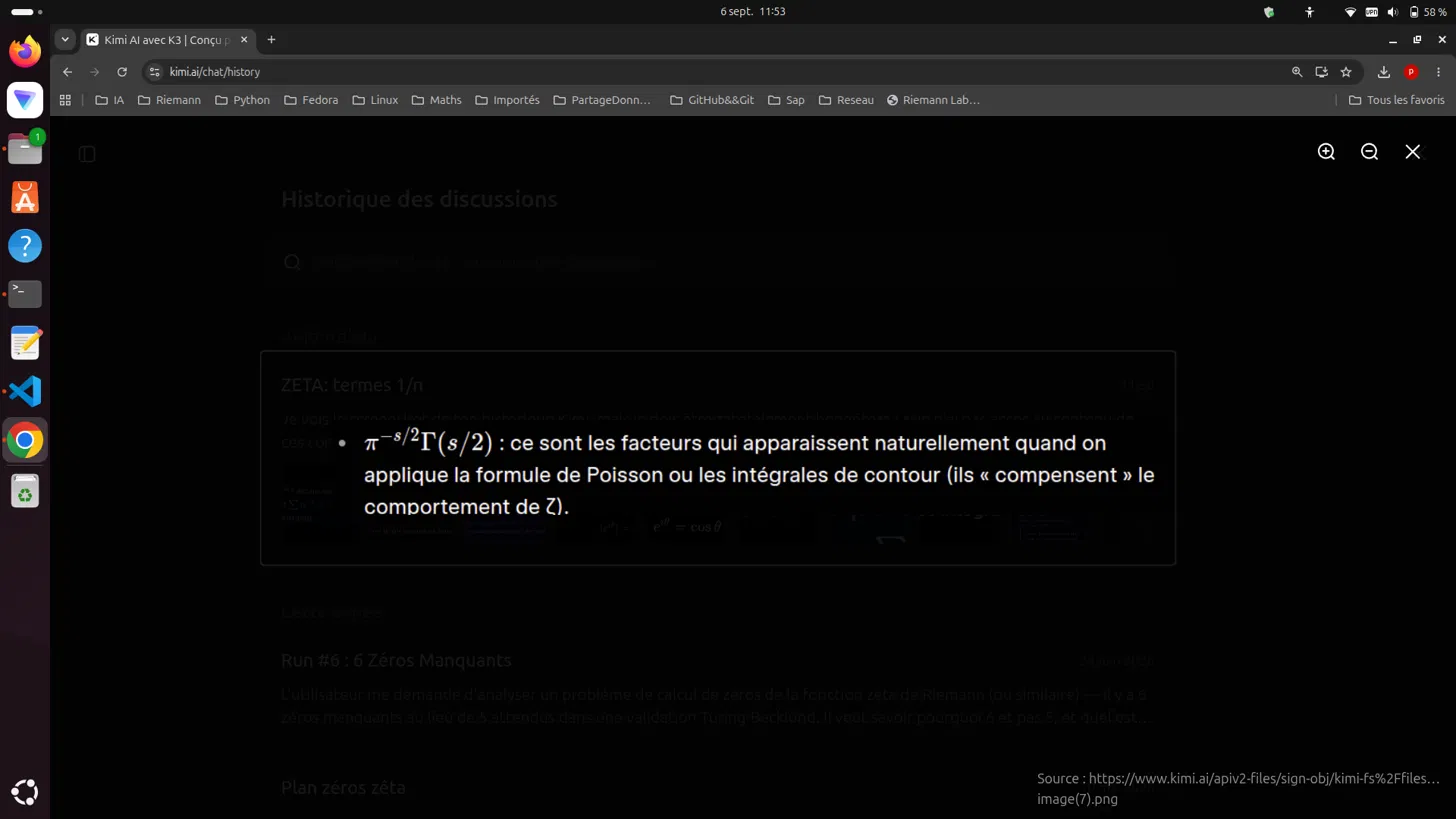 6 sept. 11:53
58 %
Kimi AI avec K3 | Conçu p
kimi.ai/chat/history
IA
Riemann
Python
Fedora
Linux
Maths
Importés
PartageDonn…
GitHub&&Git
Sap
Reseau
Riemann Lab…
Tous les favoris
1
Historique des discussions
ZETA: termes 1/n
• π^{-s/2}Γ(s/2) : ce sont les facteurs qui apparaissent naturellement quand on
applique la formule de Poisson ou les intégrales de contour (ils « compensent » le
comportement de ζ).
e^{iθ} = cos θ
Run #6 : 6 Zéros Manquants
L'utilisateur me demande d'analyser un problème de calcul de zéros de la fonction zêta de Riemann (ou similaire) — il y a 6
zéros manquants au lieu de 5 attendus dans une validation Turing-Backlund. Il veut savoir pourquoi 6 et pas 5, et quel est…
Plan zéros zêta
Source : https://www.kimi.ai/apiv2-files/sign-obj/kimi-fs%2Ffiles…
image(7).png